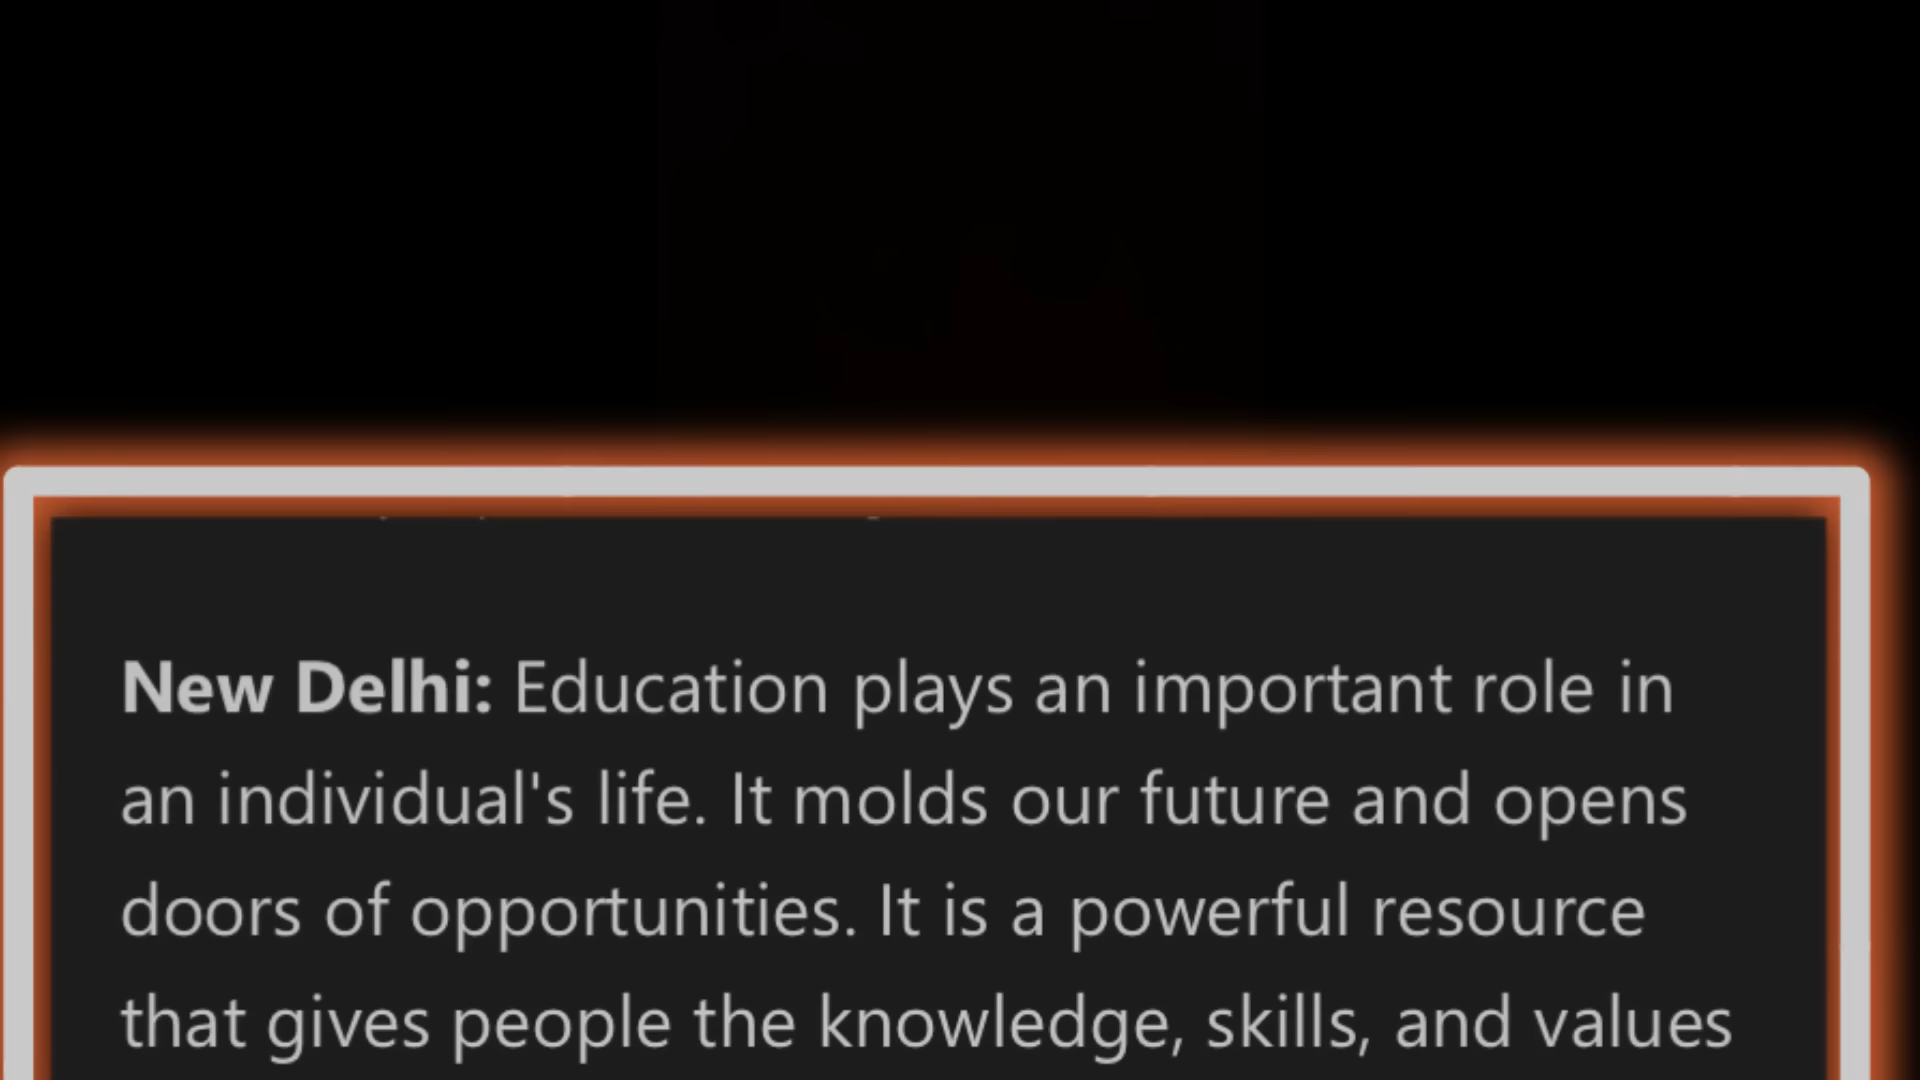 New Delhi: Education plays an important role in
an individual's life. It molds our future and opens
doors of opportunities. It is a powerful resource
that gives people the knowledge, skills, and values